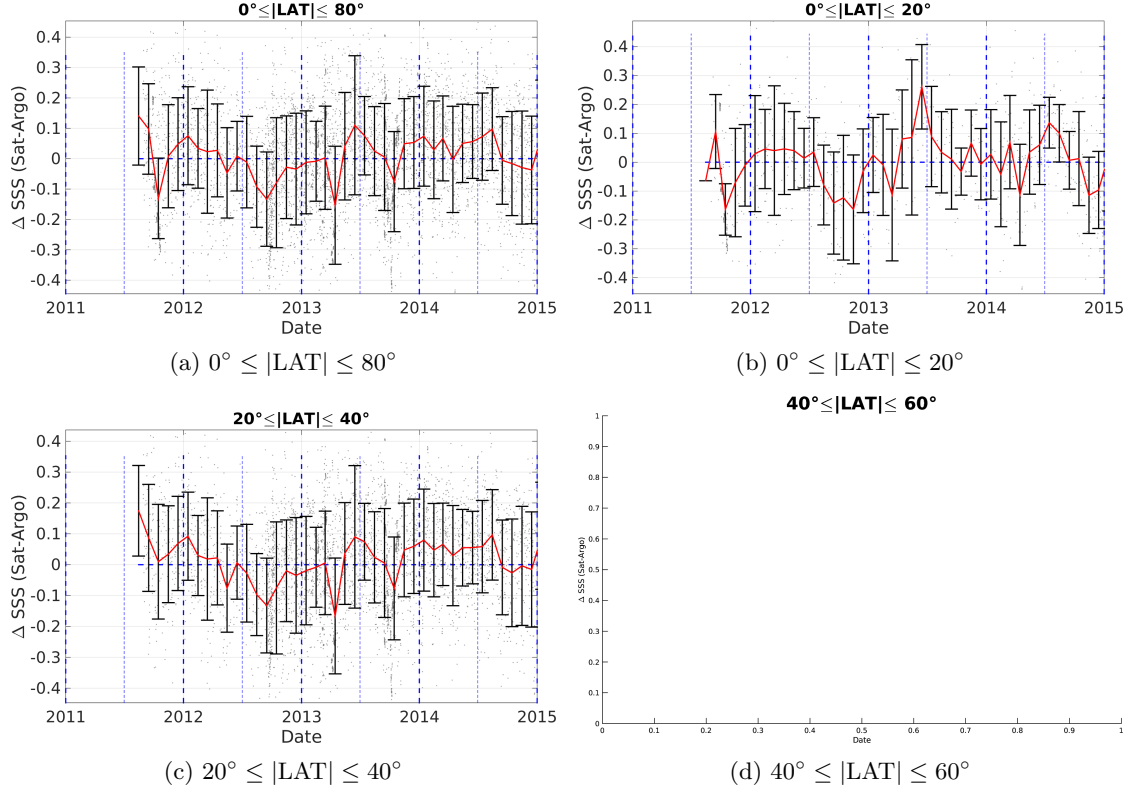 0°≤|LAT|≤ 80°
Δ SSS (Sat-Argo)
0.4
0.3
0.2
0.1
0
-0.1
-0.2
-0.3
-0.4
2011 2012 2013 2014 2015
Date
(a) 0° ≤ |LAT| ≤ 80°
0°≤|LAT|≤ 20°
Δ SSS (Sat-Argo)
0.4
0.3
0.2
0.1
0
-0.1
-0.2
-0.3
-0.4
2011 2012 2013 2014 2015
Date
(b) 0° ≤ |LAT| ≤ 20°
20°≤|LAT|≤ 40°
Δ SSS (Sat-Argo)
0.4
0.3
0.2
0.1
0
-0.1
-0.2
-0.3
-0.4
2011 2012 2013 2014 2015
Date
(c) 20° ≤ |LAT| ≤ 40°
40°≤|LAT|≤ 60°
Δ SSS (Sat-Argo)
1
0.9
0.8
0.7
0.6
0.5
0.4
0.3
0.2
0.1
0
0 0.1 0.2 0.3 0.4 0.5 0.6 0.7 0.8 0.9 1
Date
(d) 40° ≤ |LAT| ≤ 60°